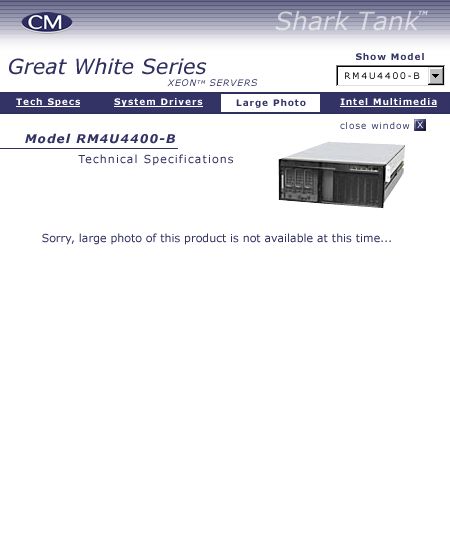 CM
Shark Tank™
Show Model
Great White Series
XEON™ SERVERS
RM4U4400-B
Tech Specs System Drivers Large Photo Intel Multimedia
close window X
Model RM4U4400-B
Technical Specifications
Sorry, large photo of this product is not available at this time...